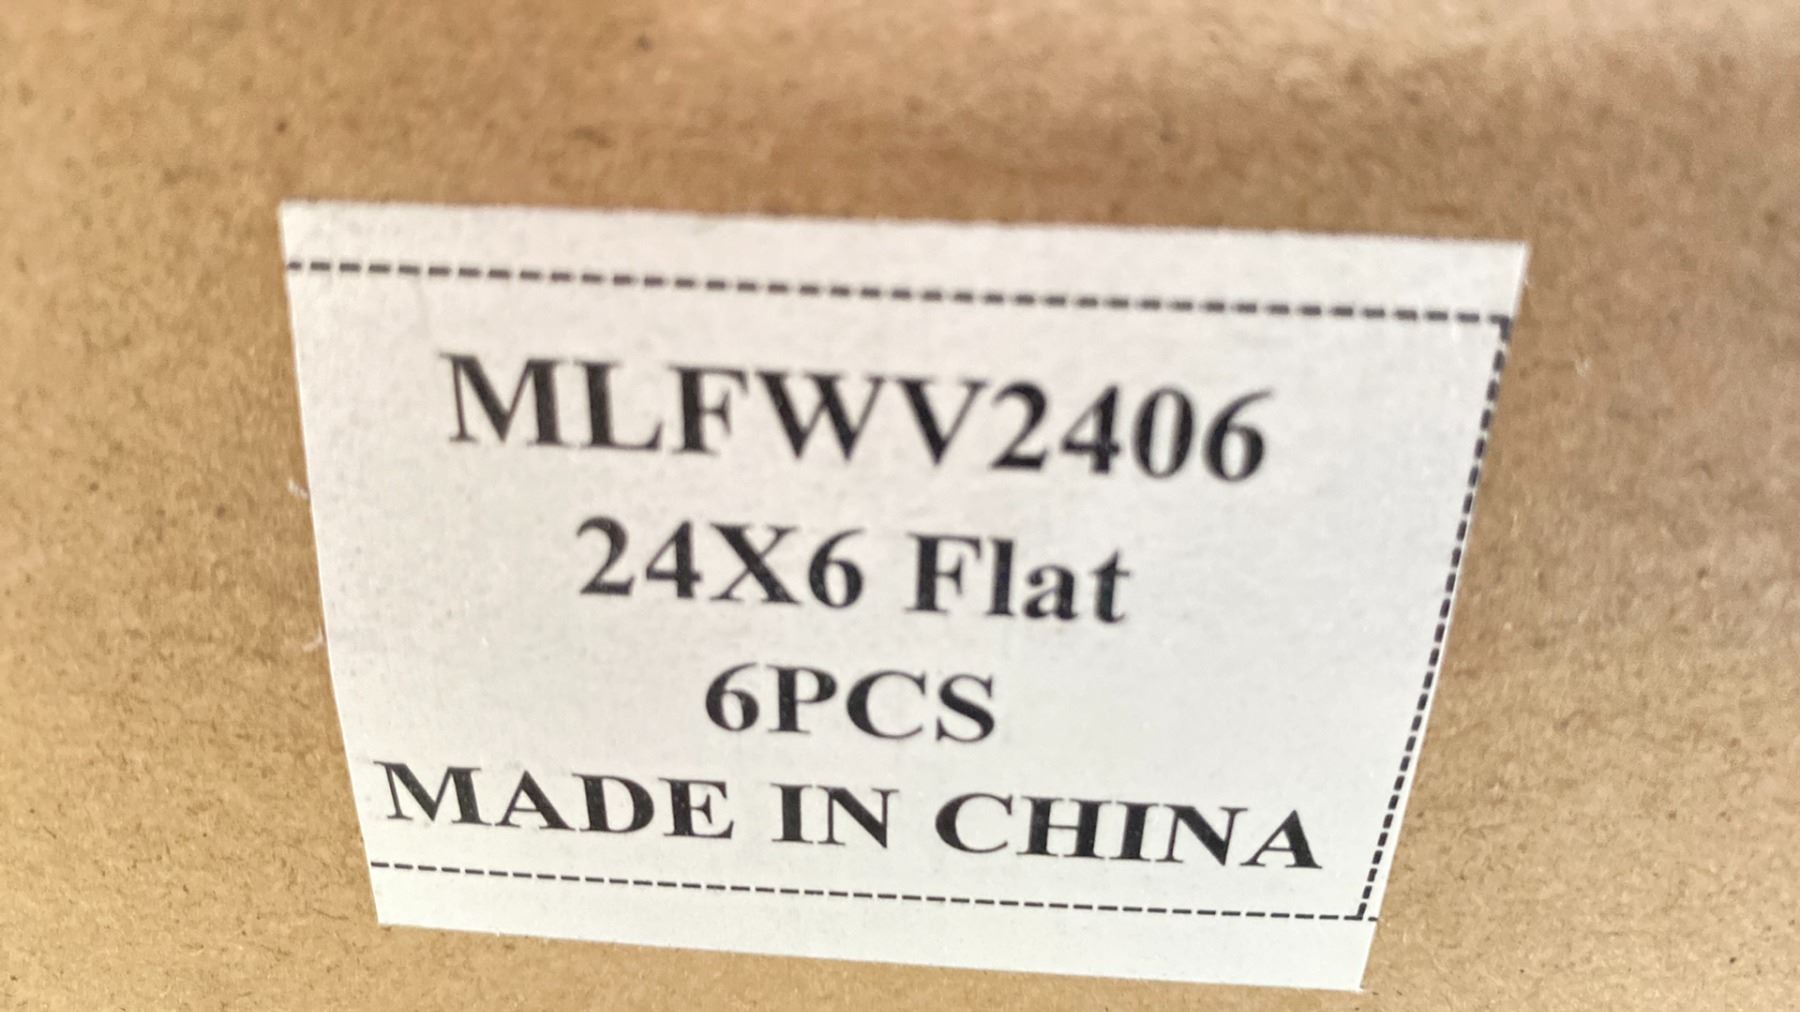 MLFWV2406
24X6 Flat
6PCS
MADE IN CHINA